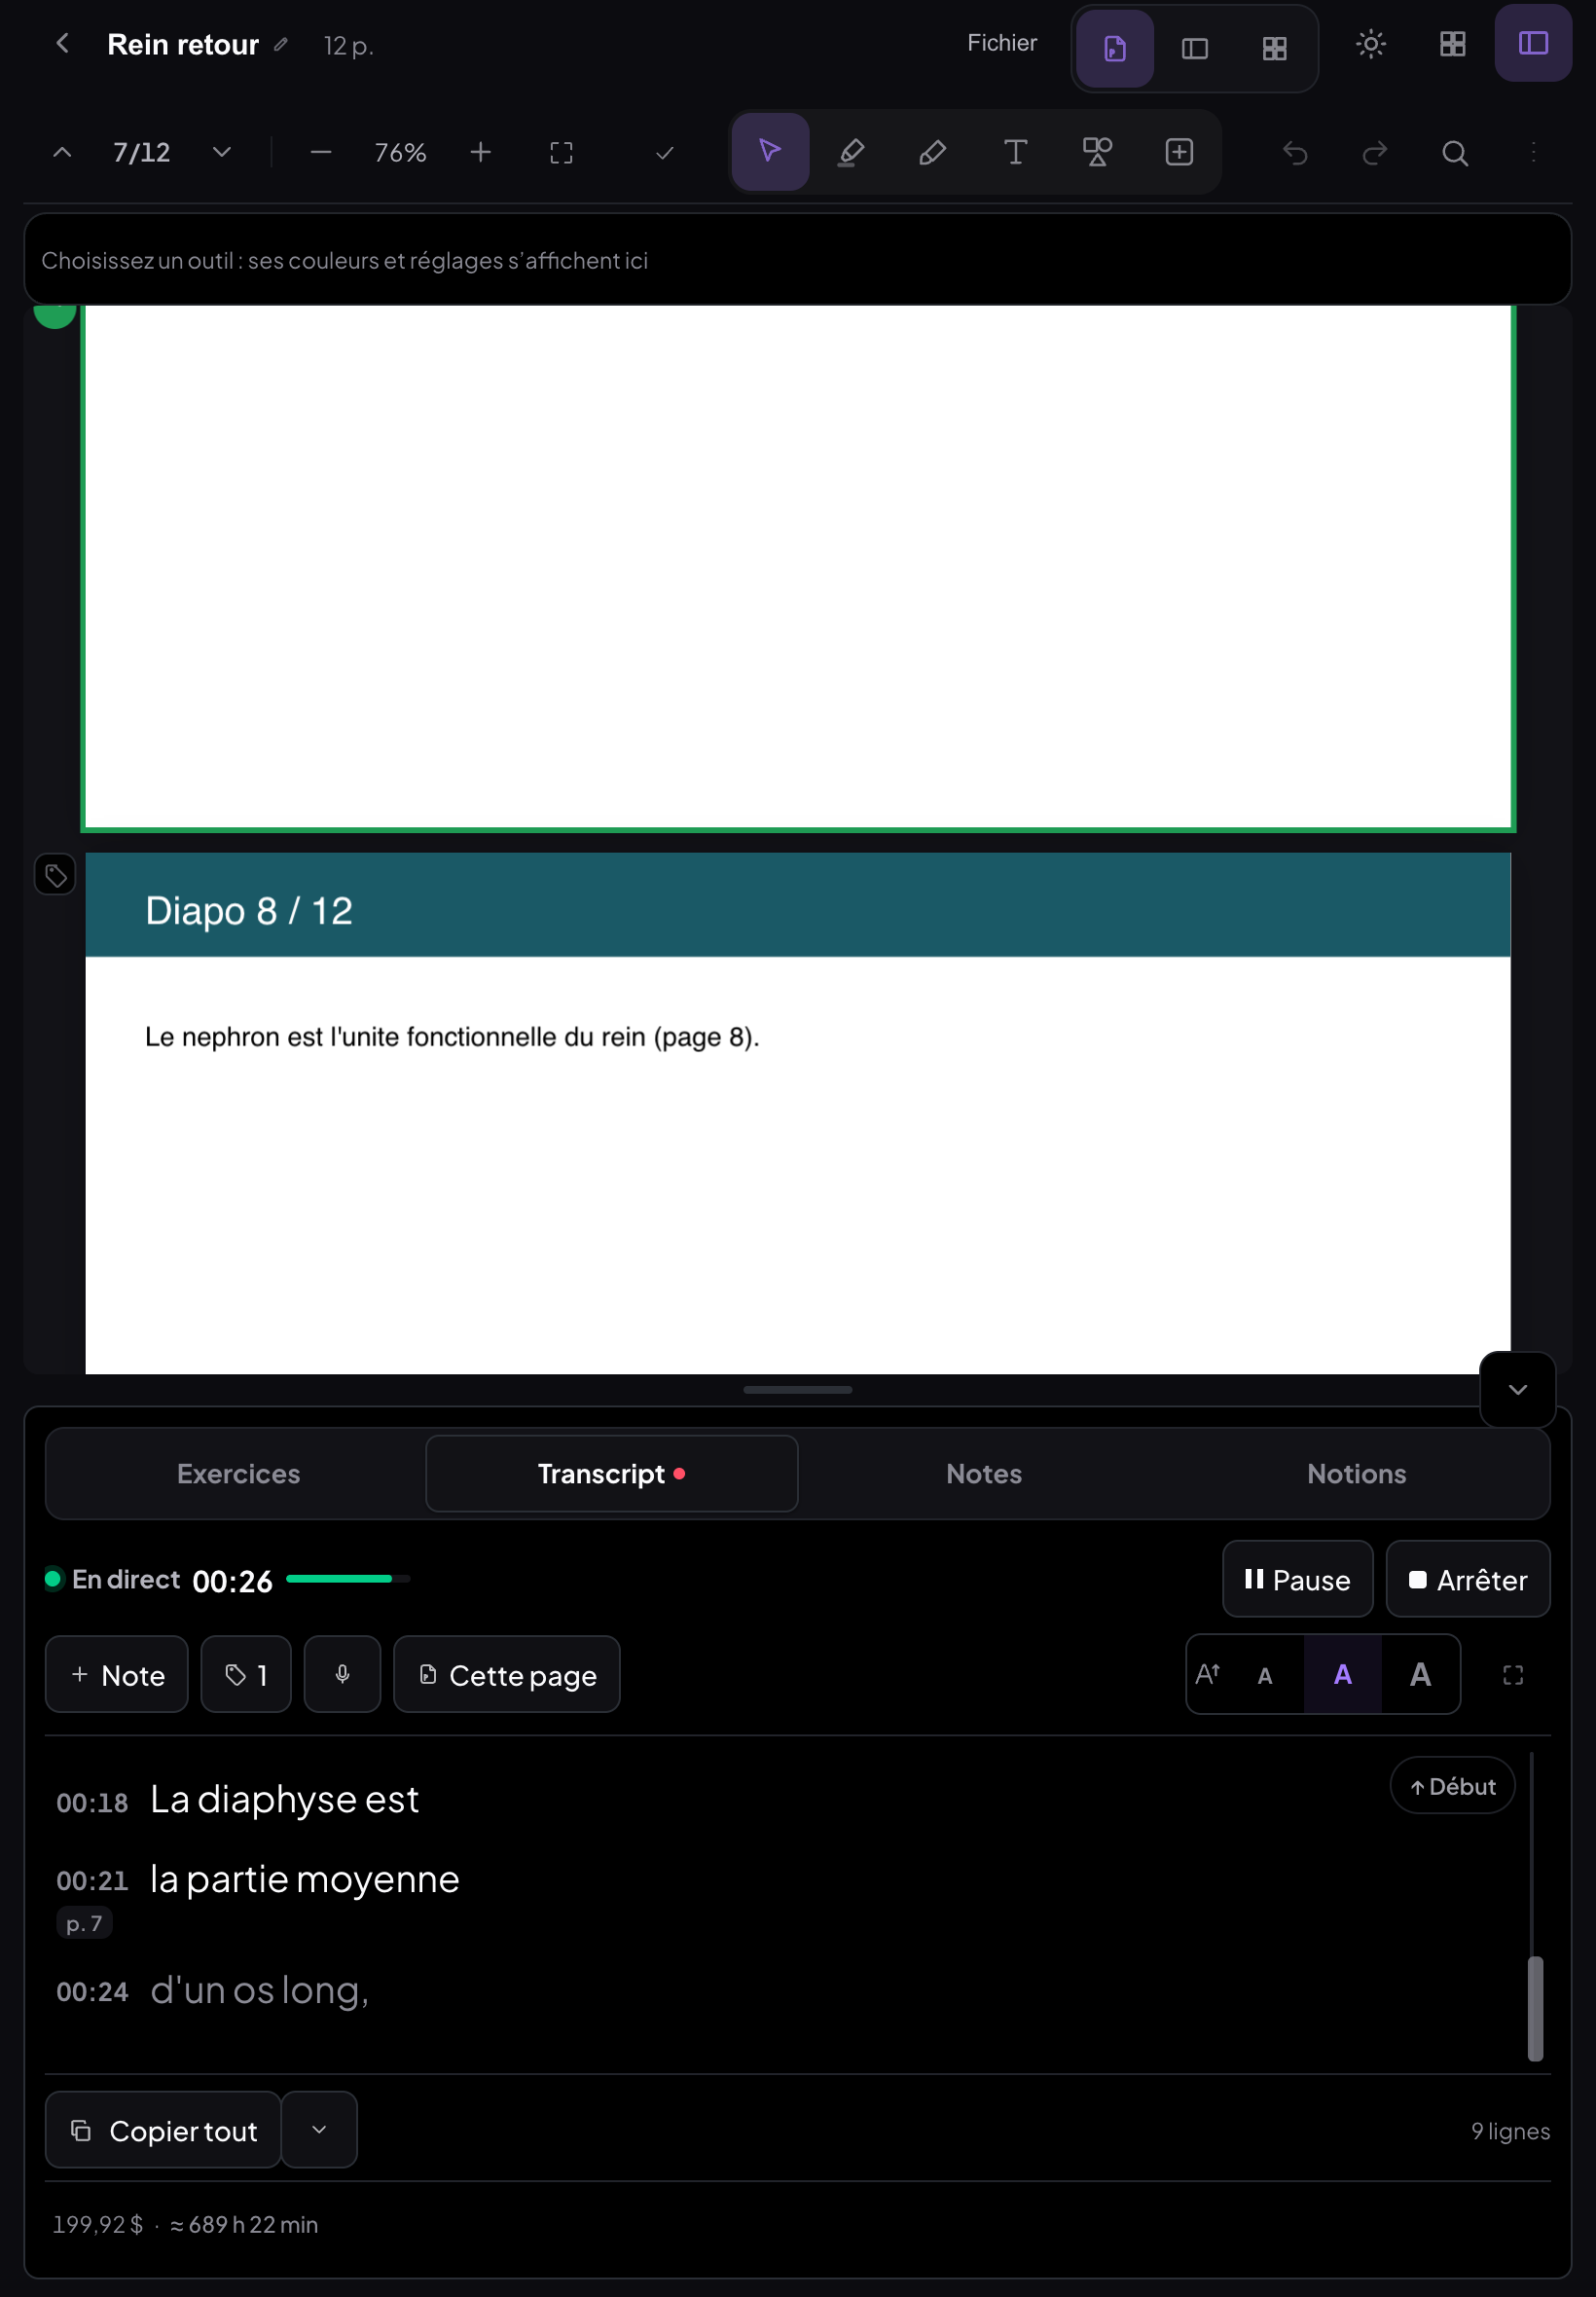 Rein retour 12 p. Fichier
7/12 76%
Choisissez un outil : ses couleurs et réglages s’affichent ici
Diapo 8 / 12
Le nephron est l'unite fonctionnelle du rein (page 8).
Exercices Transcript Notes Notions
En direct 00:26 Pause Arrêter
+ Note 1 Cette page A A A A
↑ Début
00:18 La diaphyse est
00:21 la partie moyenne
p. 7
00:24 d'un os long,
Copier tout 9 lignes
199,92 $ · ≈ 689 h 22 min